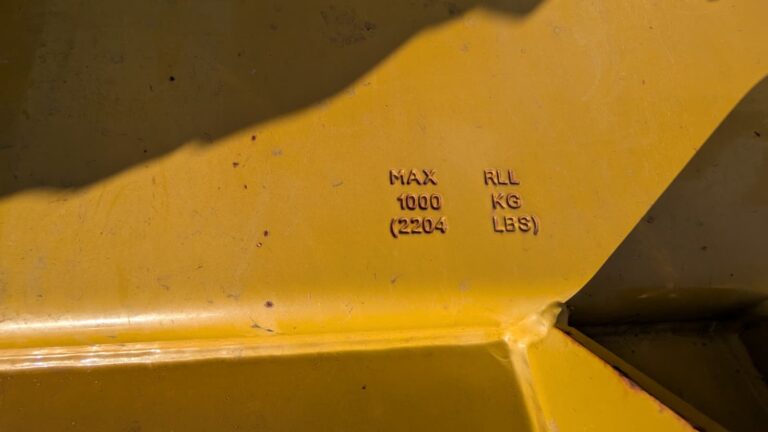 MAX RLL
1000 KG
(2204 LBS)